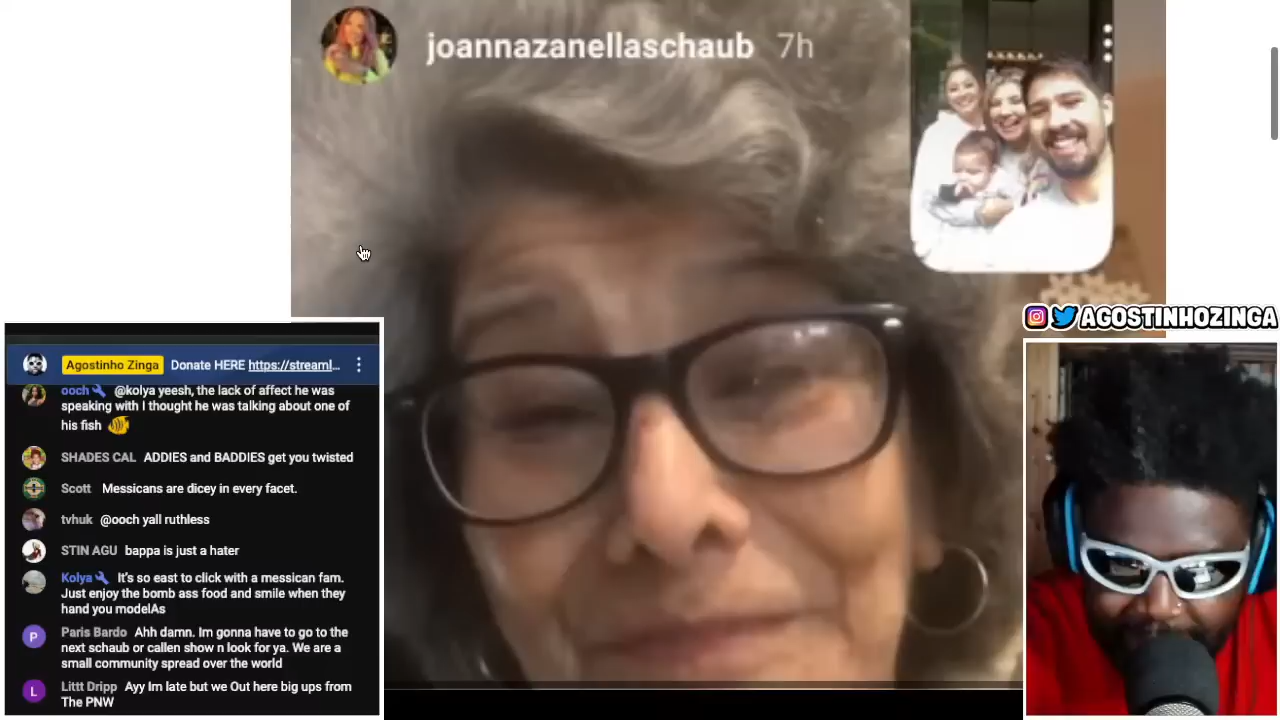 joannazanellaschaub 7h
AGOSTINHOZINGA
Agostinho Zinga Donate HERE https://streaml...
ooch @kolya yeesh, the lack of affect he was
speaking with I thought he was talking about one of
his fish
SHADES CAL ADDIES and BADDIES get you twisted
Scott Messicans are dicey in every facet.
tvhuk @ooch yall ruthless
STIN AGU bappa is just a hater
Kolya It's so east to click with a messican fam.
Just enjoy the bomb ass food and smile when they
hand you modelAs
P Paris Bardo Ahh damn. Im gonna have to go to the
next schaub or callen show n look for ya. We are a
small community spread over the world
L Littt Dripp Ayy Im late but we Out here big ups from
The PNW